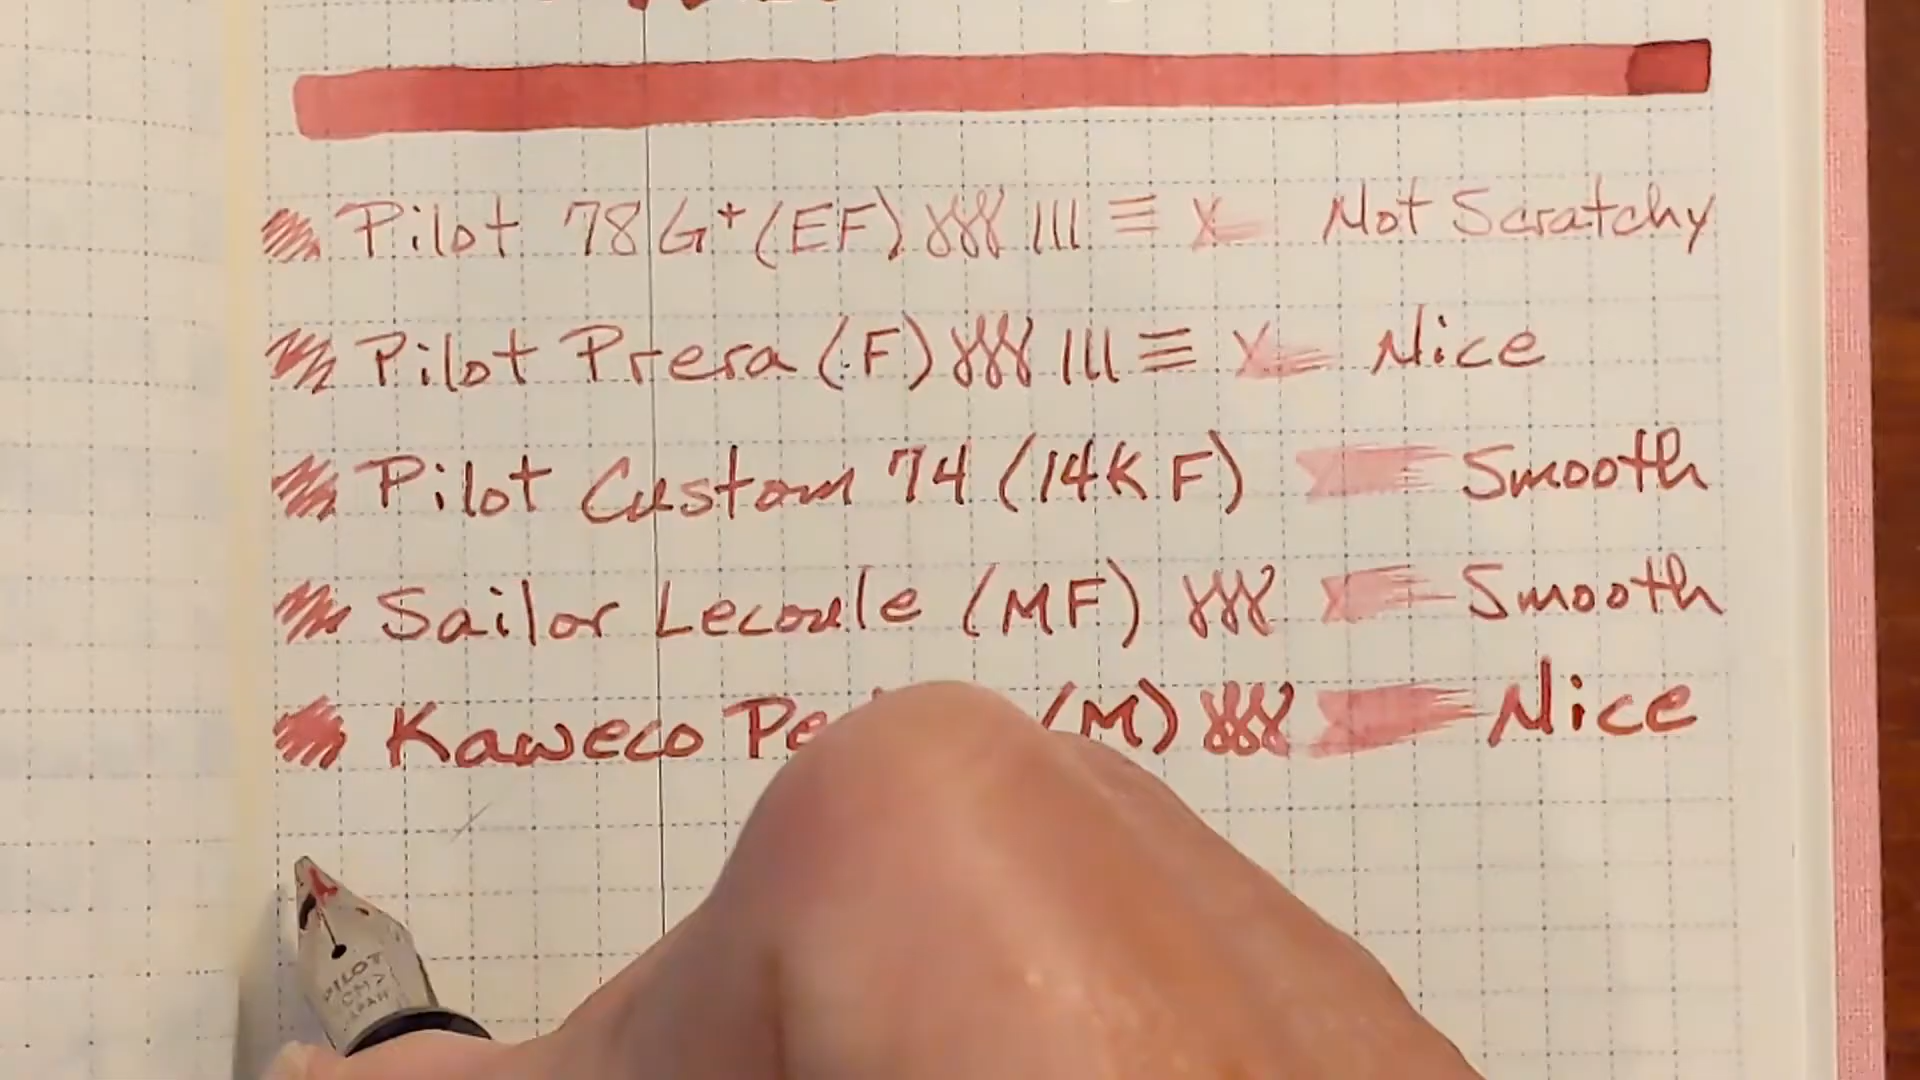 Pilot 78G+ (EF) Not Scratchy
Pilot Prera (F) Nice
Pilot Custom 74 (14K F) Smooth
Sailor Lecoule (MF) Smooth
Kaweco (M) Nice
PILOT
<CM>
JAPAN